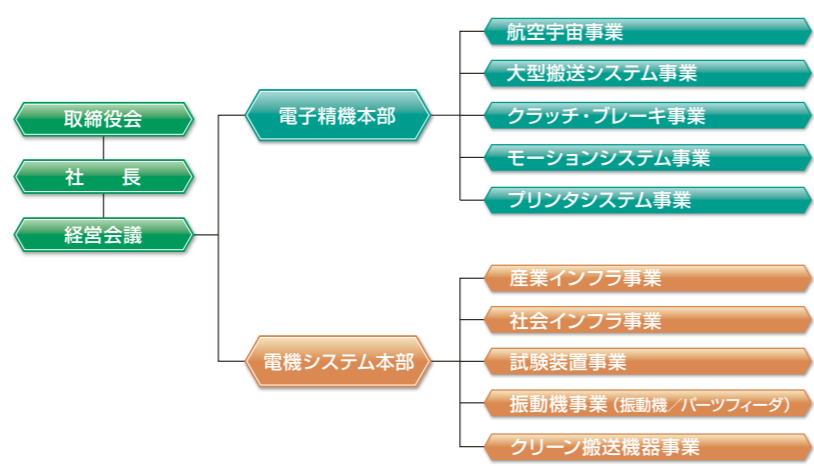 取締役会
社　長
経営会議
電子精機本部
航空宇宙事業
大型搬送システム事業
クラッチ・ブレーキ事業
モーションシステム事業
プリンタシステム事業
電機システム本部
産業インフラ事業
社会インフラ事業
試験装置事業
振動機事業（振動機／パーツフィーダ）
クリーン搬送機器事業